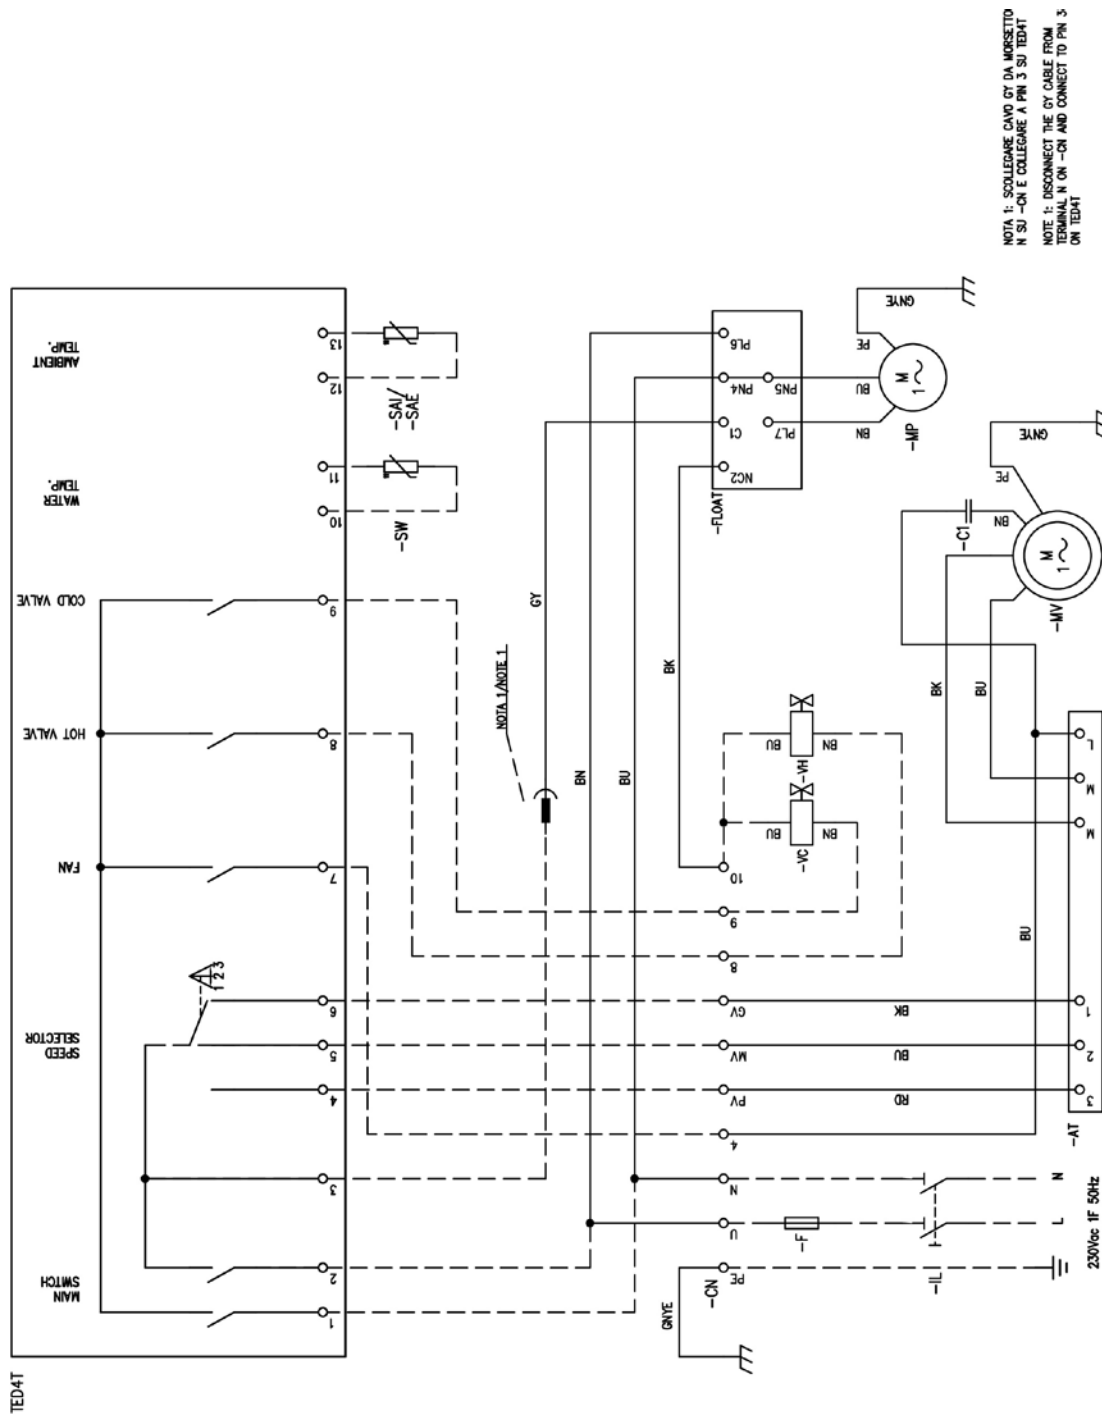 TED4T
MAIN
SWITCH
SPEED
SELECTOR
FAN
HOT VALVE
COLD VALVE
WATER
TEMP.
AMBIENT
TEMP.
1 2 3
1
2
3
4
5
6
7
8
9
10
11
12
13
-SW
-SAI/
-SAE
NOTA 1/NOTE 1
GY
BN
BU
BK
GNYE
-CN
PE
U
N
4
PV
MV
GV
8
9
10
-VC
-VH
BU
BN
BU
BN
-FLOAT
NC2
C1
PN4
PL6
PL7
PN5
BN
BU
PE
GNYE
M
1
-MP
-F
-IL
L
N
230Vac 1F 50Hz
RD
BU
BK
BU
-AT
3
2
1
M
M
L
BK
BU
-C1
BN
PE
GNYE
M
1
-MV
NOTA 1: SCOLLEGARE CAVO GY DA MORSETTO
N SU -CN E COLLEGARE A PIN 3 SU TED4T
NOTE 1: DISCONNECT THE GY CABLE FROM
TERMINAL N ON -CN AND CONNECT TO PIN 3
ON TED4T